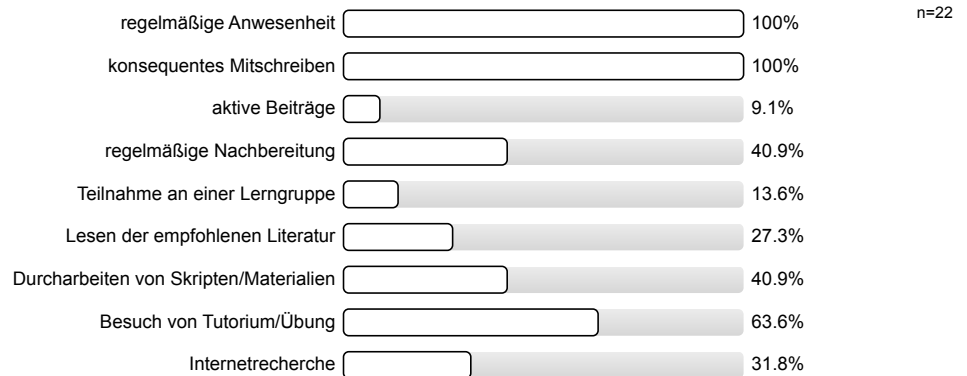 regelmäßige Anwesenheit 100% n=22
konsequentes Mitschreiben 100%
aktive Beiträge 9.1%
regelmäßige Nachbereitung 40.9%
Teilnahme an einer Lerngruppe 13.6%
Lesen der empfohlenen Literatur 27.3%
Durcharbeiten von Skripten/Materialien 40.9%
Besuch von Tutorium/Übung 63.6%
Internetrecherche 31.8%